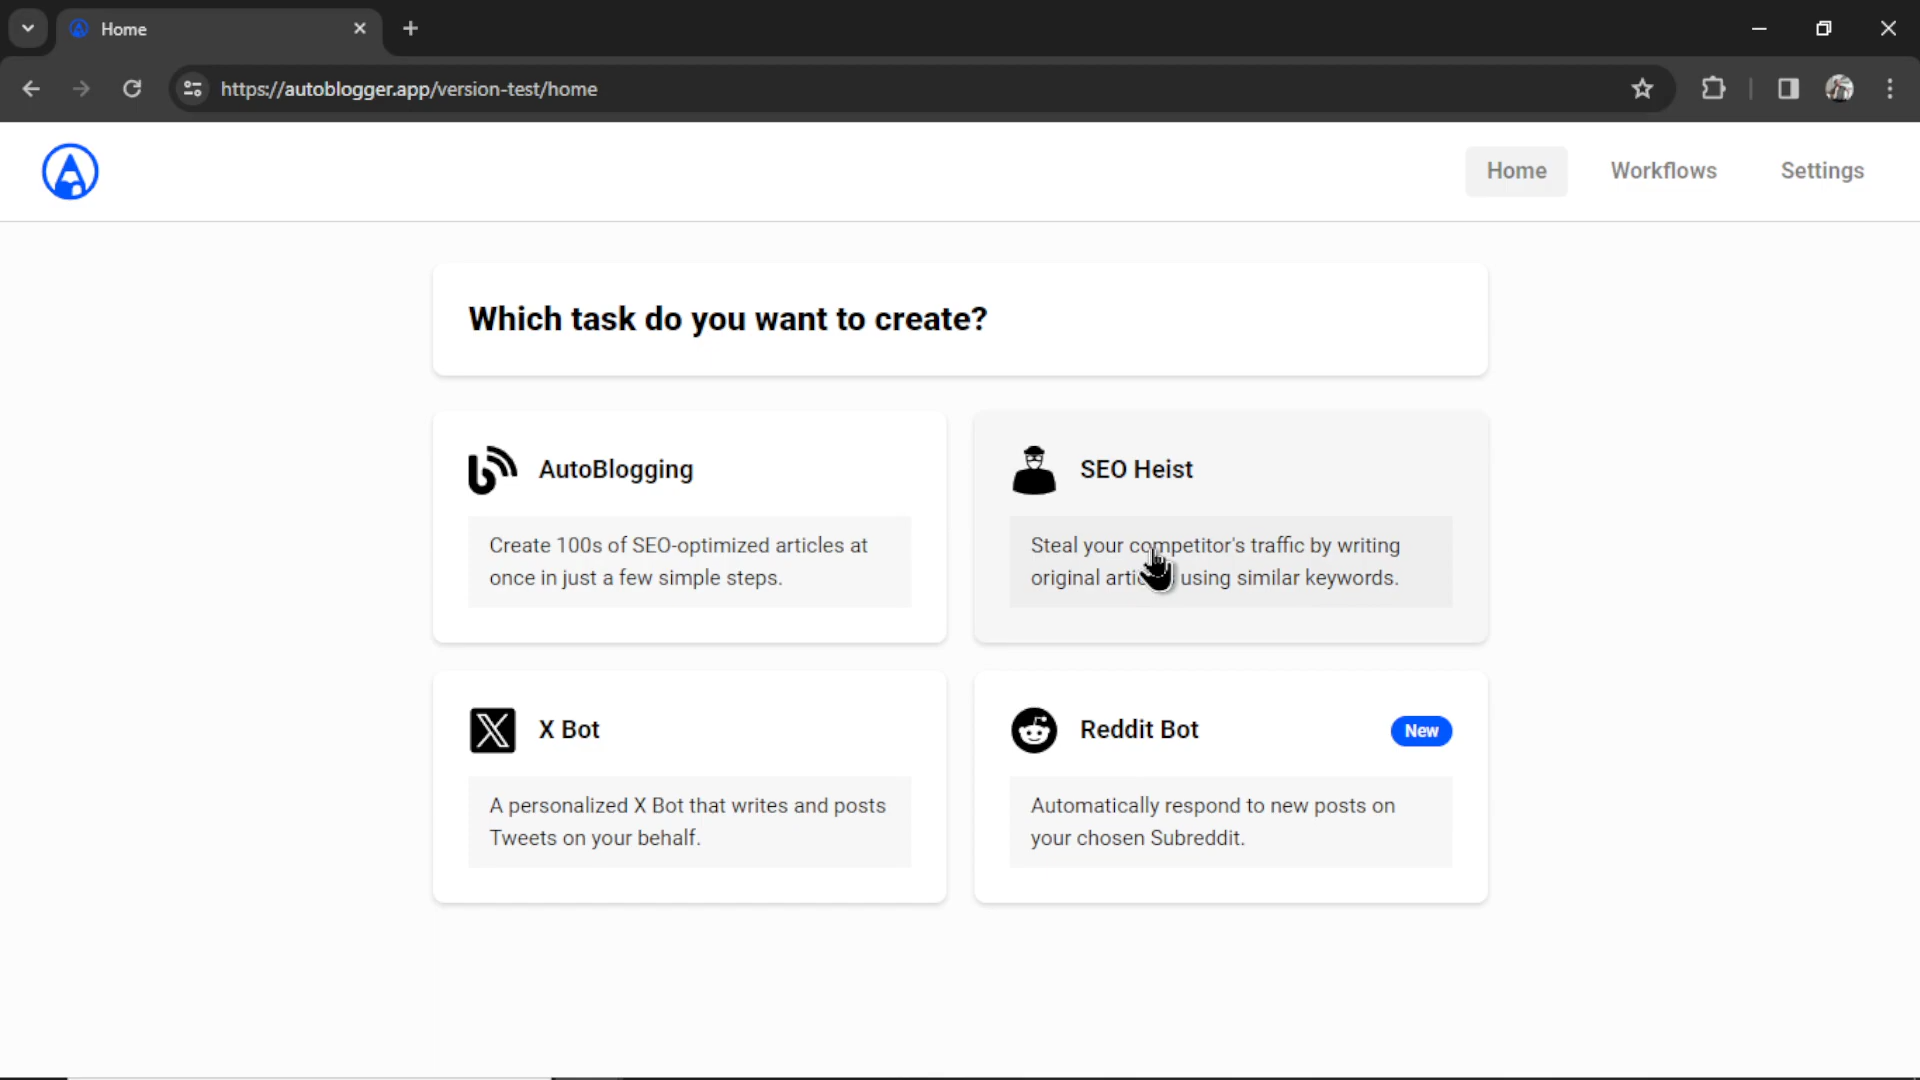 Home
https://autoblogger.app/version-test/home
Home
Workflows
Settings
Which task do you want to create?
AutoBlogging
Create 100s of SEO-optimized articles at
once in just a few simple steps.
SEO Heist
Steal your competitor's traffic by writing
original using similar keywords.
X Bot
A personalized X Bot that writes and posts
Tweets on your behalf.
Reddit Bot
New
Automatically respond to new posts on
your chosen Subreddit.